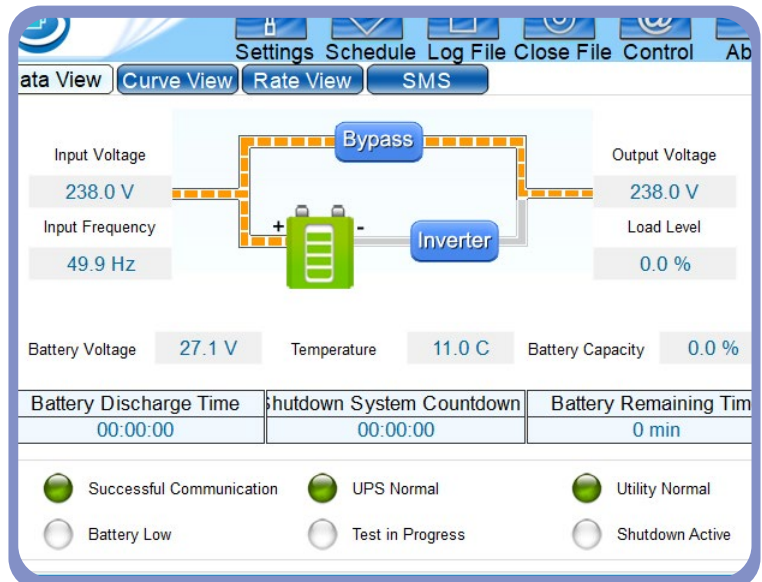 Settings Schedule Log File Close File Control Ab
ata View Curve View Rate View SMS
Bypass
Input Voltage Output Voltage
238.0 V 238.0 V
Input Frequency + - Inverter Load Level
49.9 Hz 0.0 %
Battery Voltage 27.1 V Temperature 11.0 C Battery Capacity 0.0 %
Battery Discharge Time hutdown System Countdown Battery Remaining Tim
00:00:00 00:00:00 0 min
Successful Communication UPS Normal Utility Normal
Battery Low Test in Progress Shutdown Active